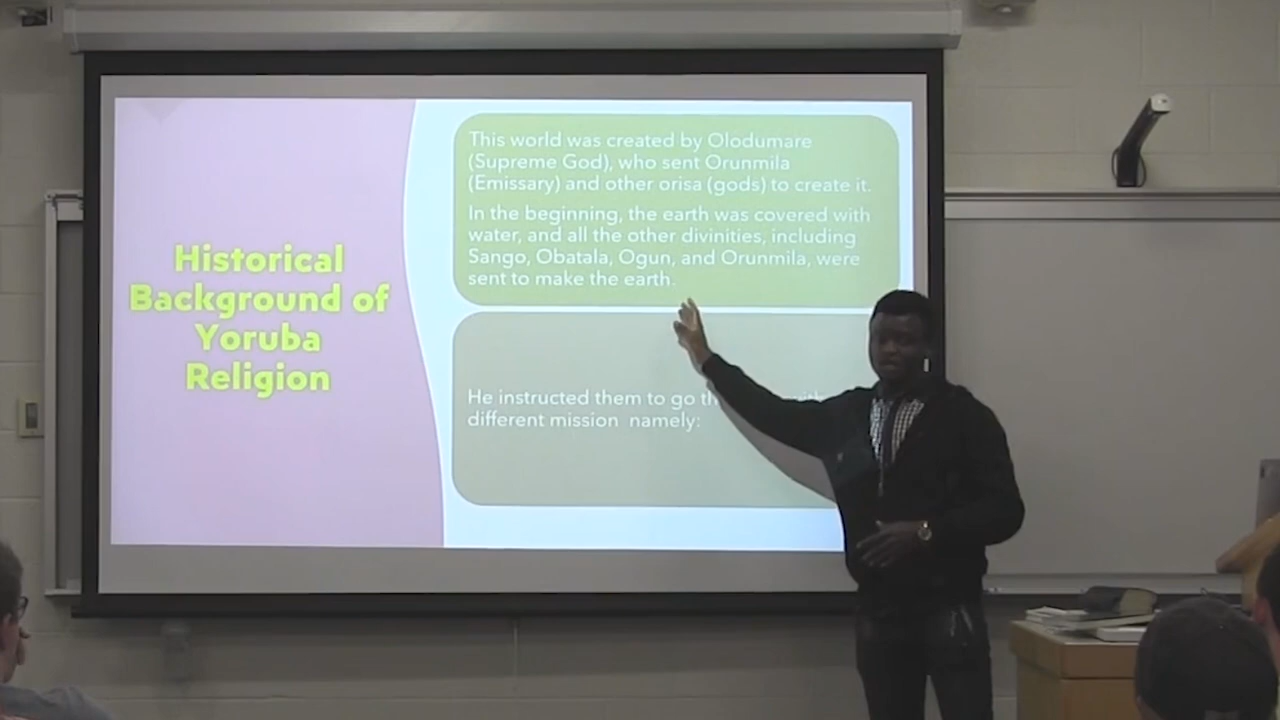 Historical
Background of
Yoruba
Religion
This world was created by Olodumare
(Supreme God), who sent Orunmila
(Emissary) and other orisa (gods) to create it.
In the beginning, the earth was covered with
water, and all the other divinities, including
Sango, Obatala, Ogun, and Orunmila, were
sent to make the earth.
He instructed them to go
different mission namely: